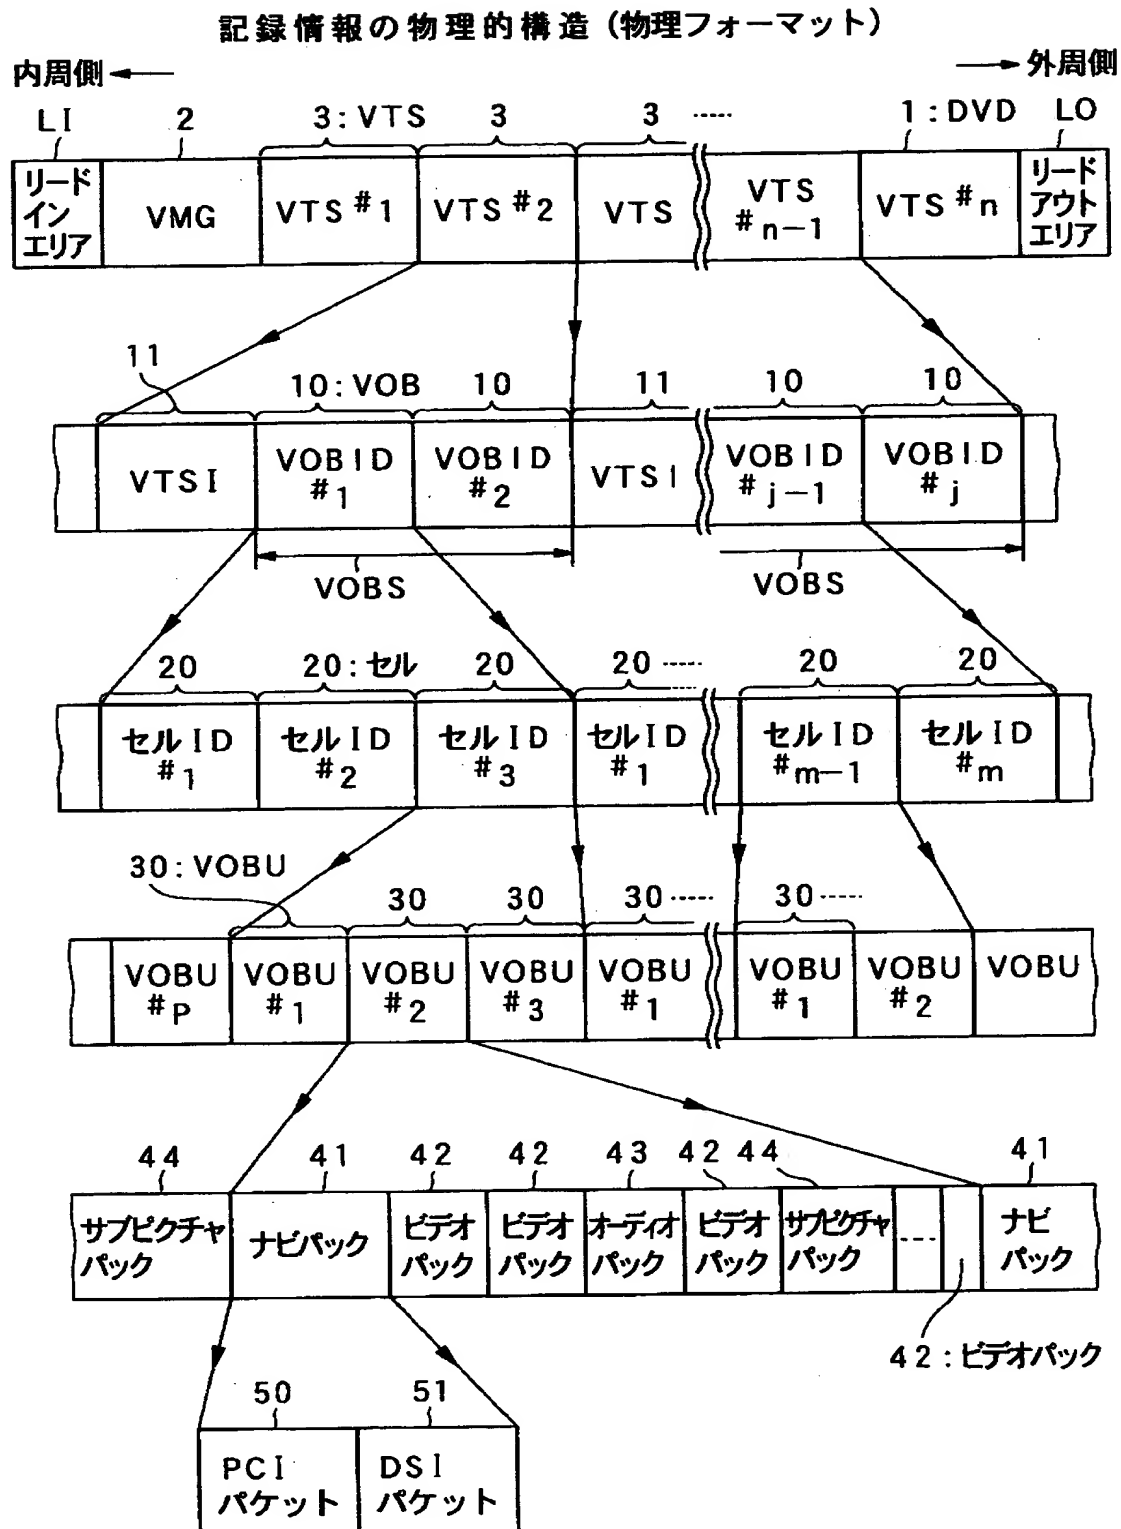 記録情報の物理的構造(物理フォーマット)
内周側 外周側
LI 2 3:VTS 3 3 ····· 1:DVD LO
リード
イン
エリア
VMG
VTS #1
VTS #2
VTS
VTS
#n-1
VTS #n
リード
アウト
エリア
11 10:VOB 10 11 10 10
VTSI
VOBID
#1
VOBID
#2
VTSI
VOBID
#j-1
VOBID
#j
VOBS VOBS
20 20:セル 20 20 ····· 20 20
セルID
#1
セルID
#2
セルID
#3
セルID
#1
セルID
#m-1
セルID
#m
30:VOBU 30 30 30 ····· 30 ·····
VOBU
#P
VOBU
#1
VOBU
#2
VOBU
#3
VOBU
#1
VOBU
#1
VOBU
#2
VOBU
44 41 42 42 43 42 44 41
サブピクチャ
パック
ナビパック
ビデオ
パック
ビデオ
パック
オーディオ
パック
ビデオ
パック
サブピクチャ
パック
ナビ
パック
42:ビデオパック
50 51
PCI
パケット
DSI
パケット